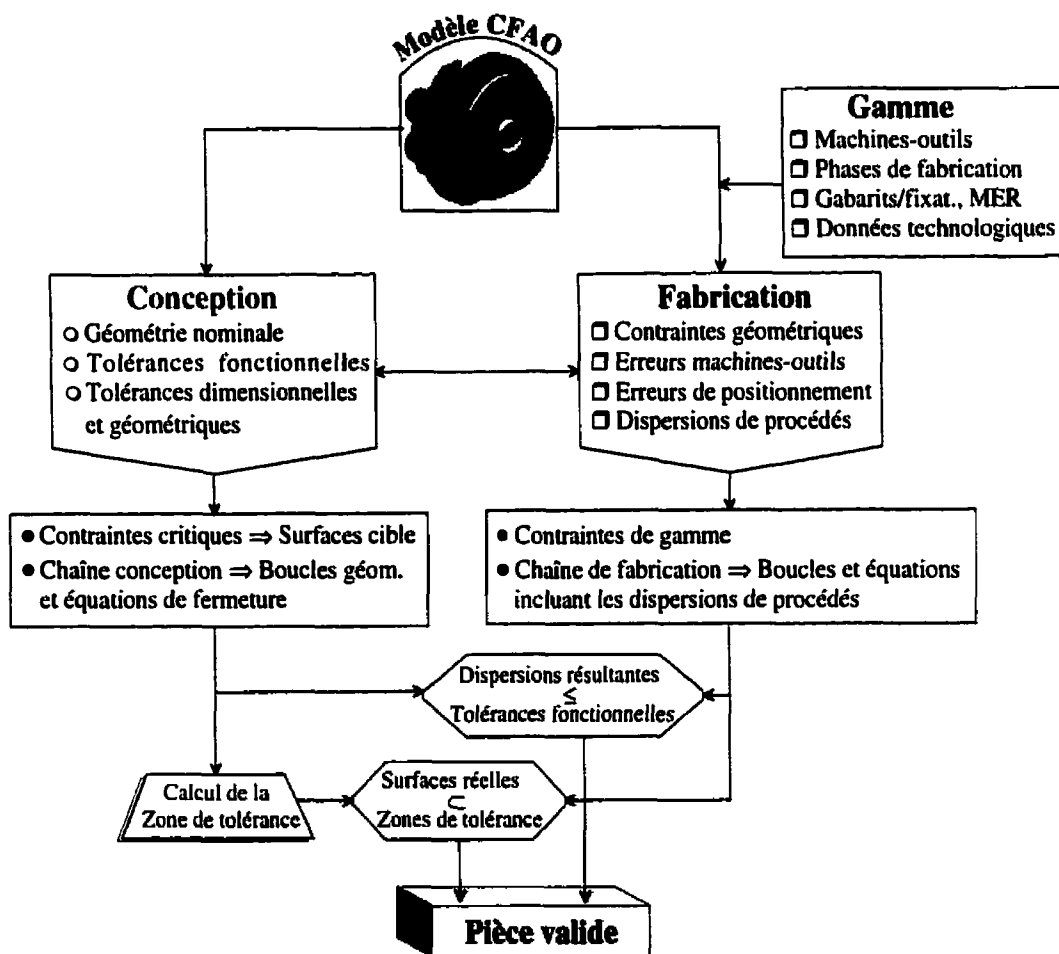 Modèle CFAO
Gamme
❒ Machines-outils
❒ Phases de fabrication
❒ Gabarits/fixat., MER
❒ Données technologiques
Conception
○ Géométrie nominale
○ Tolérances fonctionnelles
○ Tolérances dimensionnelles
et géométriques
Fabrication
❒ Contraintes géométriques
❒ Erreurs machines-outils
❒ Erreurs de positionnement
❒ Dispersions de procédés
● Contraintes critiques ⇒ Surfaces cible
● Chaîne conception ⇒ Boucles géom.
et équations de fermeture
● Contraintes de gamme
● Chaîne de fabrication ⇒ Boucles et équations
incluant les dispersions de procédés
Dispersions résultantes
≤
Tolérances fonctionnelles
Calcul de la
Zone de tolérance
Surfaces réelles
⊂
Zones de tolérance
Pièce valide